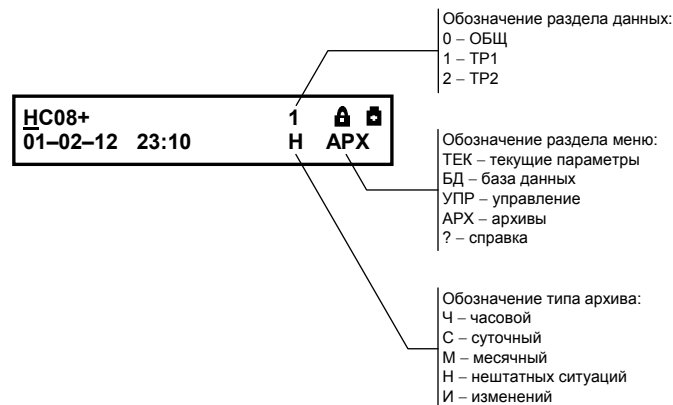 Обозначение раздела данных:
0 – ОБЩ
1 – ТР1
2 – ТР2
НС08+ 1
01–02–12 23:10 Н АРХ
Обозначение раздела меню:
ТЕК – текущие параметры
БД – база данных
УПР – управление
АРХ – архивы
? – справка
Обозначение типа архива:
Ч – часовой
С – суточный
М – месячный
Н – нештатных ситуаций
И – изменений